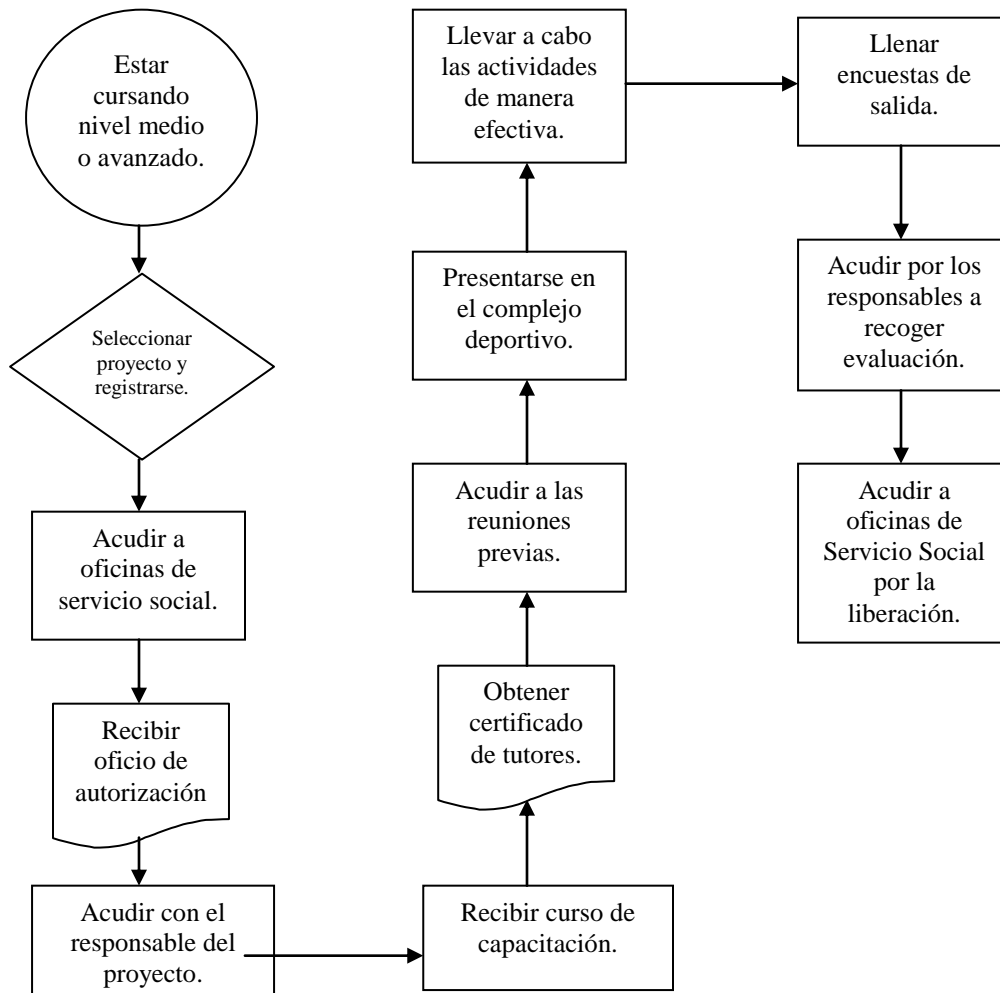 Estar
cursando
nivel medio
o avanzado.
Seleccionar
proyecto y
registrarse.
Acudir a
oficinas de
servicio social.
Recibir
oficio de
autorización
Acudir con el
responsable del
proyecto.
Recibir curso de
capacitación.
Obtener
certificado
de tutores.
Acudir a las
reuniones
previas.
Presentarse en
el complejo
deportivo.
Llevar a cabo
las actividades
de manera
efectiva.
Llenar
encuestas de
salida.
Acudir por los
responsables a
recoger
evaluación.
Acudir a
oficinas de
Servicio Social
por la
liberación.